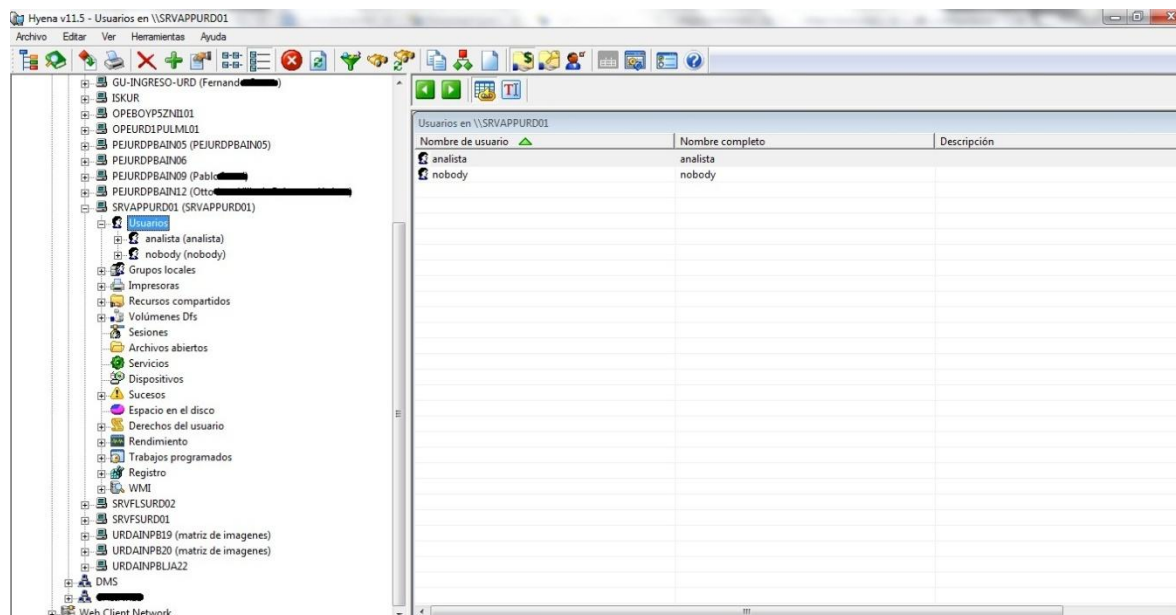 Hyena v11.5 - Usuarios en \\SRVAPPURD01
Archivo Editar Ver Herramientas Ayuda
GU-INGRESO-URD (Fernand
ISKUR
OPEBOYP5ZNI101
OPEURD1PULML01
PEJURDPBAIN05 (PEJURDPBAIN05)
PEJURDPBAIN06
PEJURDPBAIN09 (Pablo
PEJURDPBAIN12 (Otto
SRVAPPURD01 (SRVAPPURD01)
Usuarios
analista (analista)
nobody (nobody)
Grupos locales
Impresoras
Recursos compartidos
Volúmenes Dfs
Sesiones
Archivos abiertos
Servicios
Dispositivos
Sucesos
Espacio en el disco
Derechos del usuario
Rendimiento
Trabajos programados
Registro
WMI
SRVFLSURD02
SRVFSURD01
URDAINPB19 (matriz de imagenes)
URDAINPB20 (matriz de imagenes)
URDAINPBLJA22
DMS
Web Client Network
Usuarios en \\SRVAPPURD01
Nombre de usuario Nombre completo Descripción
analista analista
nobody nobody